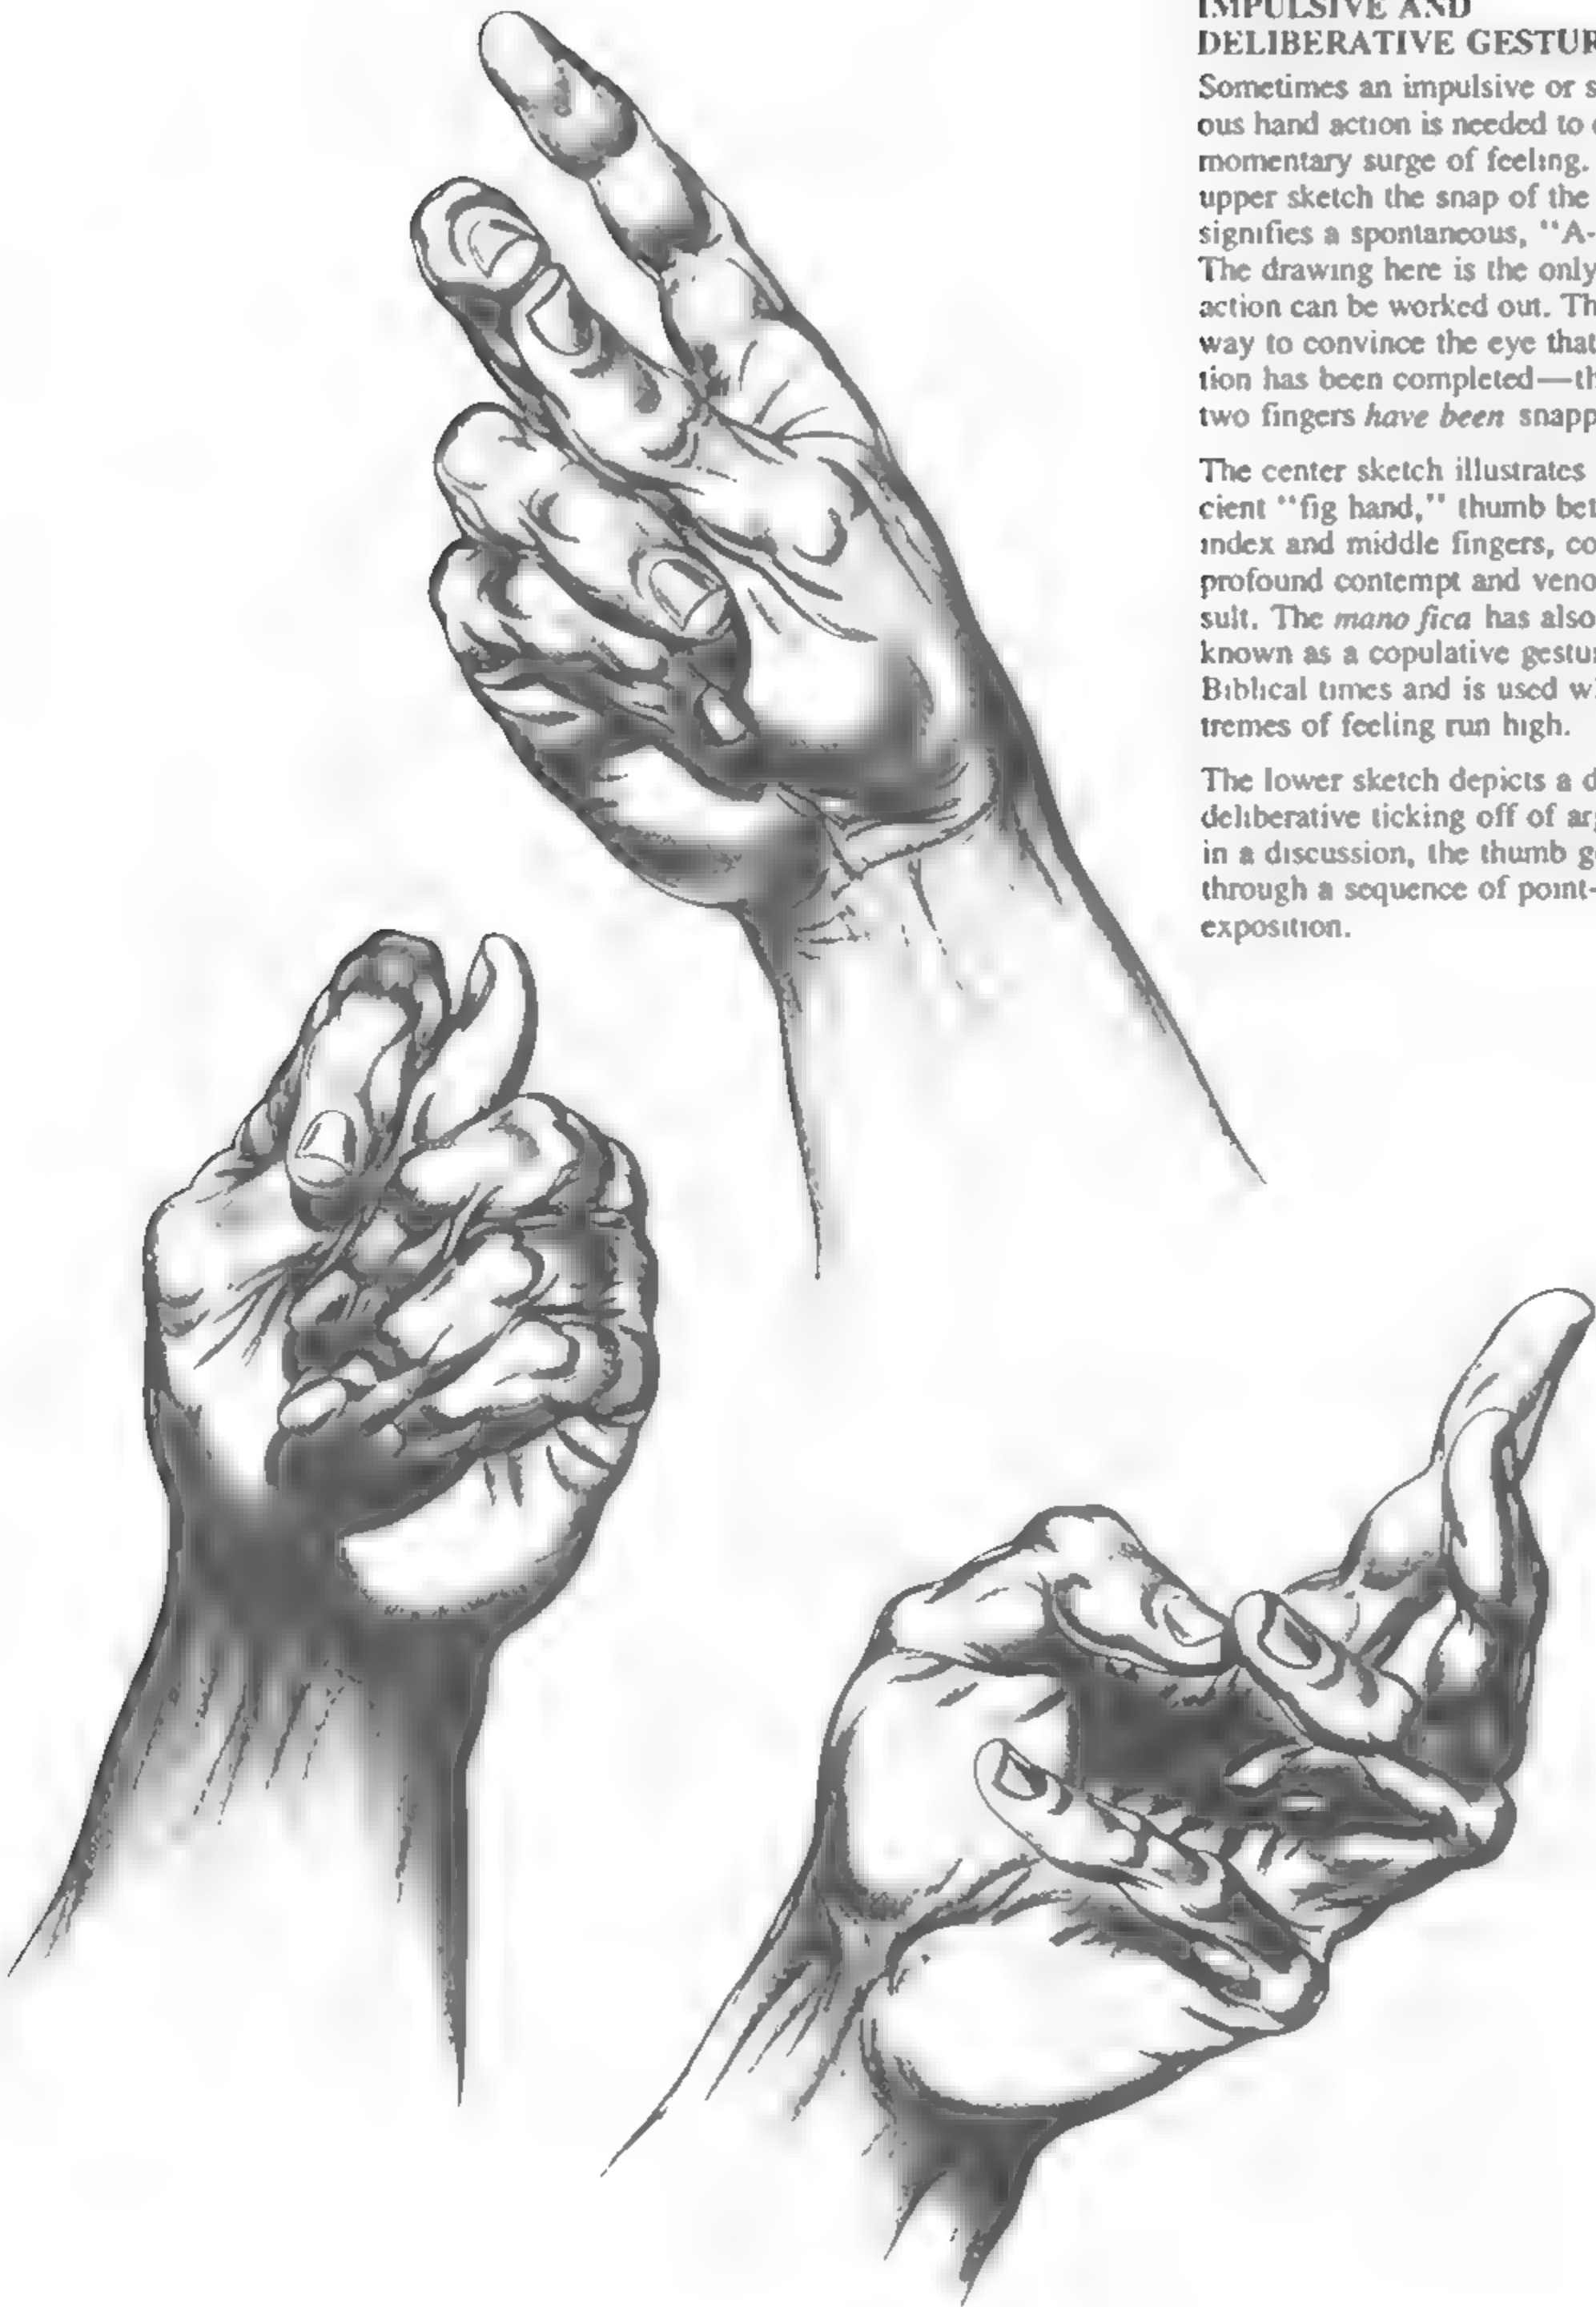 IMPULSIVE AND
DELIBERATIVE GESTUR
Sometimes an impulsive or s
ous hand action is needed to
momentary surge of feeling.
upper sketch the snap of the
signifies a spontaneous, "A-
The drawing here is the only
action can be worked out. Th
way to convince the eye that
tion has been completed—th
two fingers have been snapp
The center sketch illustrates
cient "fig hand," thumb bet
index and middle fingers, co
profound contempt and veno
sult. The mano fica has also
known as a copulative gestu
Biblical times and is used w
tremes of feeling run high.
The lower sketch depicts a d
deliberative ticking off of ar
in a discussion, the thumb g
through a sequence of point-
exposition.